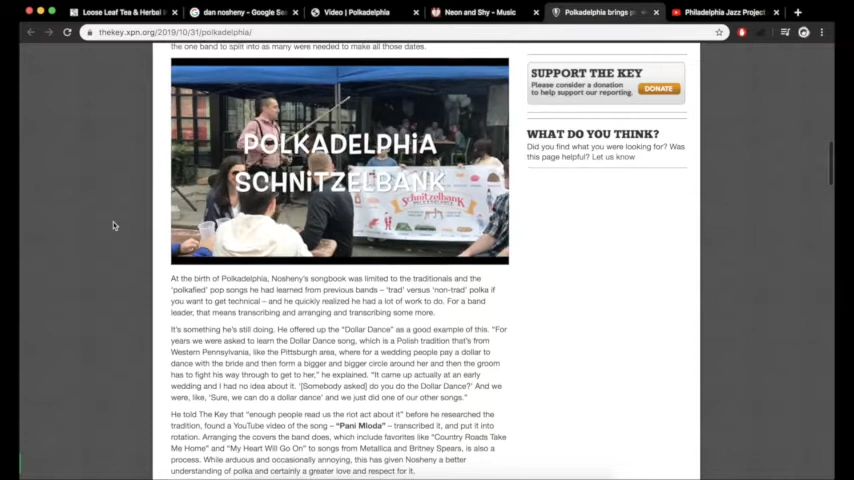 Loose Leaf Tea & Herbal I
dan nosheny - Google Se
Video | Polkadelphia
Neon and Shy - Music
Polkadelphia brings p
Philadelphia Jazz Project
thekey.xpn.org/2019/10/31/polkadelphia/
the one band to split into as many were needed to make all those dates.
POLKADELPHiA
SCHNiTZELBANK
Schnitzelbank
SUPPORT THE KEY
Please consider a donation
to help support our reporting.
DONATE
WHAT DO YOU THINK?
Did you find what you were looking for? Was
this page helpful? Let us know
At the birth of Polkadelphia, Nosheny's songbook was limited to the traditionals and the
'polkafied' pop songs he had learned from previous bands – 'trad' versus 'non-trad' polka if
you want to get technical – and he quickly realized he had a lot of work to do. For a band
leader, that means transcribing and arranging and transcribing some more.
It's something he's still doing. He offered up the "Dollar Dance" as a good example of this. "For
years we were asked to learn the Dollar Dance song, which is a Polish tradition that's from
Western Pennsylvania, like the Pittsburgh area, where for a wedding people pay a dollar to
dance with the bride and then form a bigger and bigger circle around her and then the groom
has to fight his way through to get to her," he explained. "It came up actually at an early
wedding and I had no idea about it. '[Somebody asked] do you do the Dollar Dance?' And we
were, like, 'Sure, we can do a dollar dance' and we just did one of our other songs."
He told The Key that "enough people read us the riot act about it" before he researched the
tradition, found a YouTube video of the song – "Pani Mloda" – transcribed it, and put it into
rotation. Arranging the covers the band does, which include favorites like "Country Roads Take
Me Home" and "My Heart Will Go On" to songs from Metallica and Britney Spears, is also a
process. While arduous and occasionally annoying, this has given Nosheny a better
understanding of polka and certainly a greater love and respect for it.